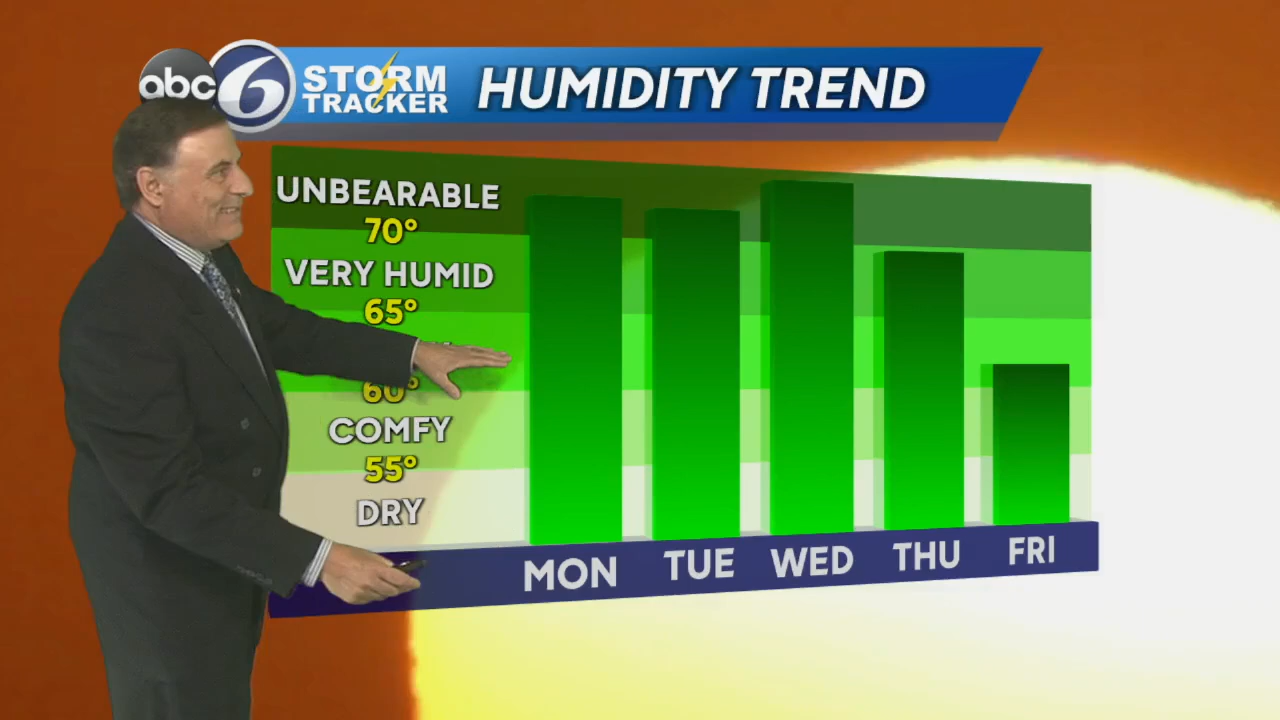 abc 6 STORM TRACKER HUMIDITY TREND
UNBEARABLE
70°
VERY HUMID
65°
60°
COMFY
55°
DRY
MON TUE WED THU FRI